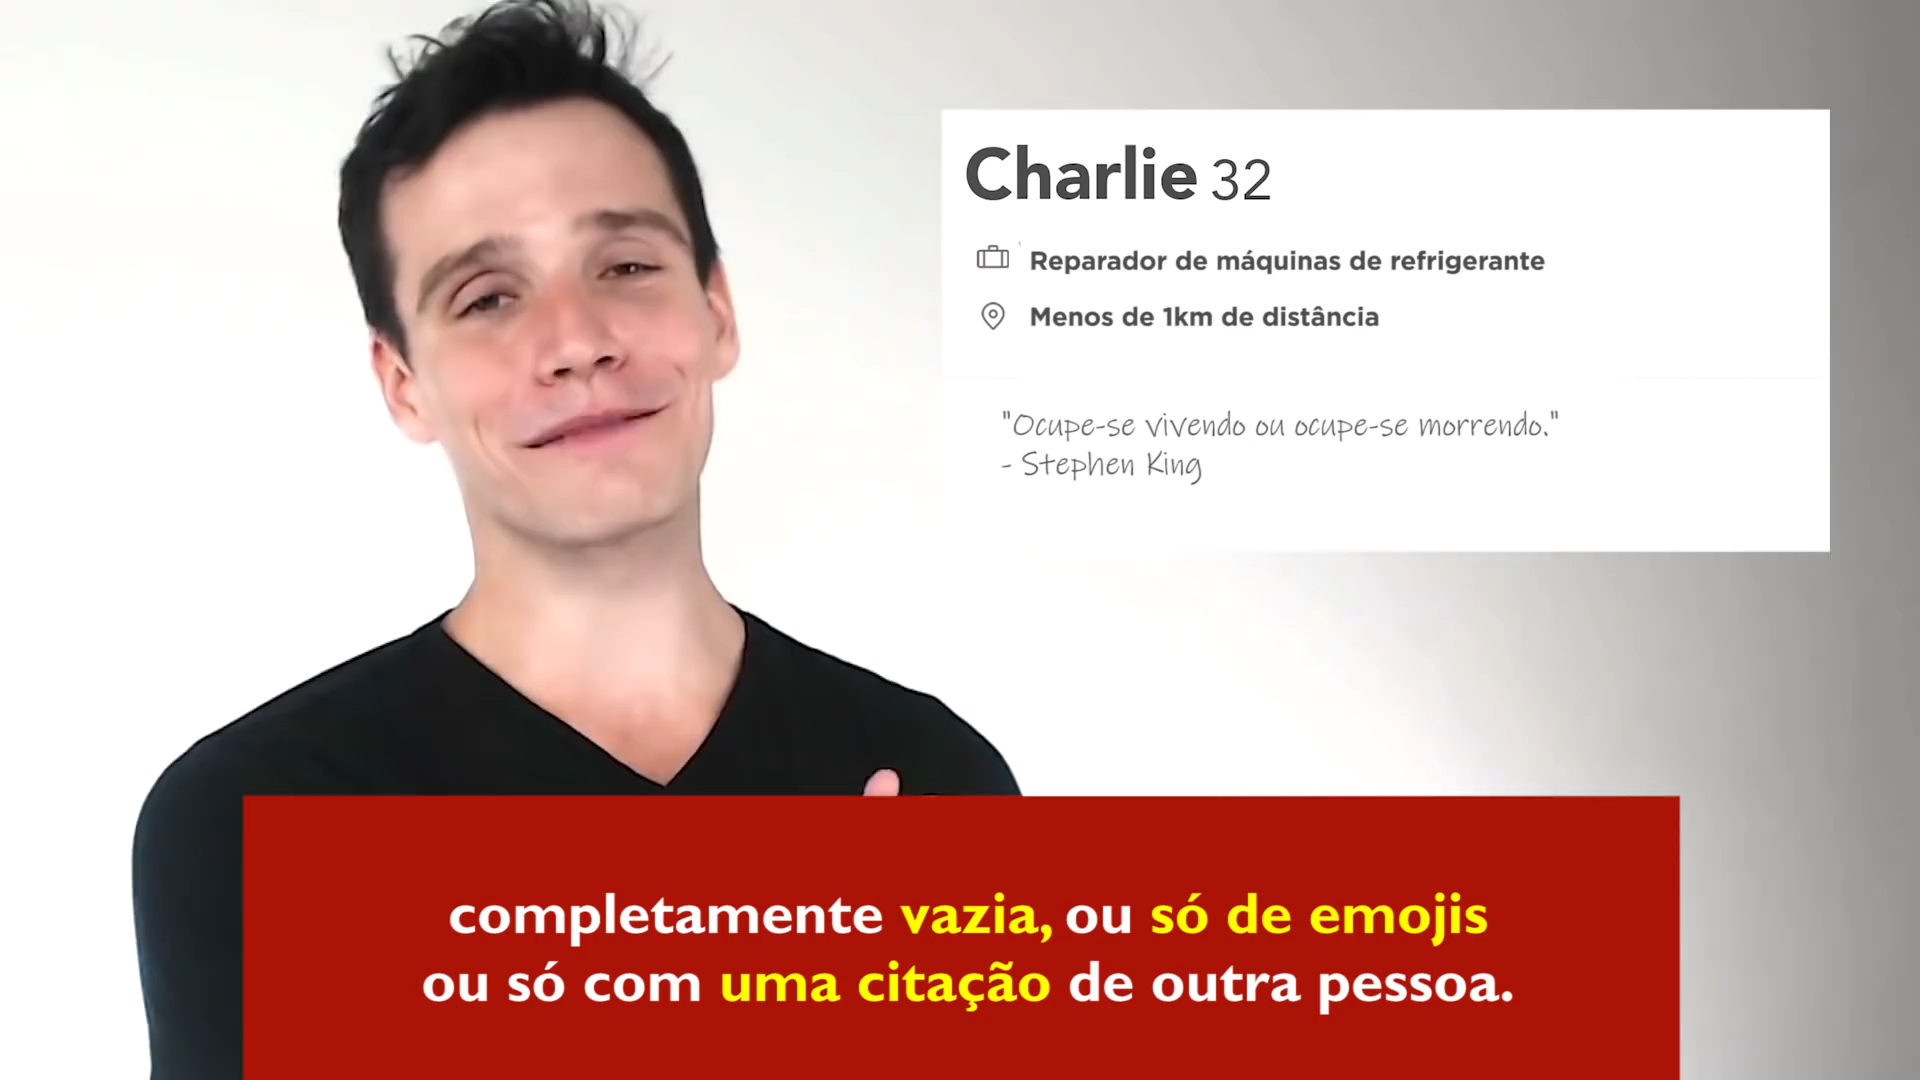 Charlie 32
Reparador de máquinas de refrigerante
Menos de 1km de distância
"Ocupe-se vivendo ou ocupe-se morrendo."
- Stephen King
completamente vazia, ou só de emojis
ou só com uma citação de outra pessoa.